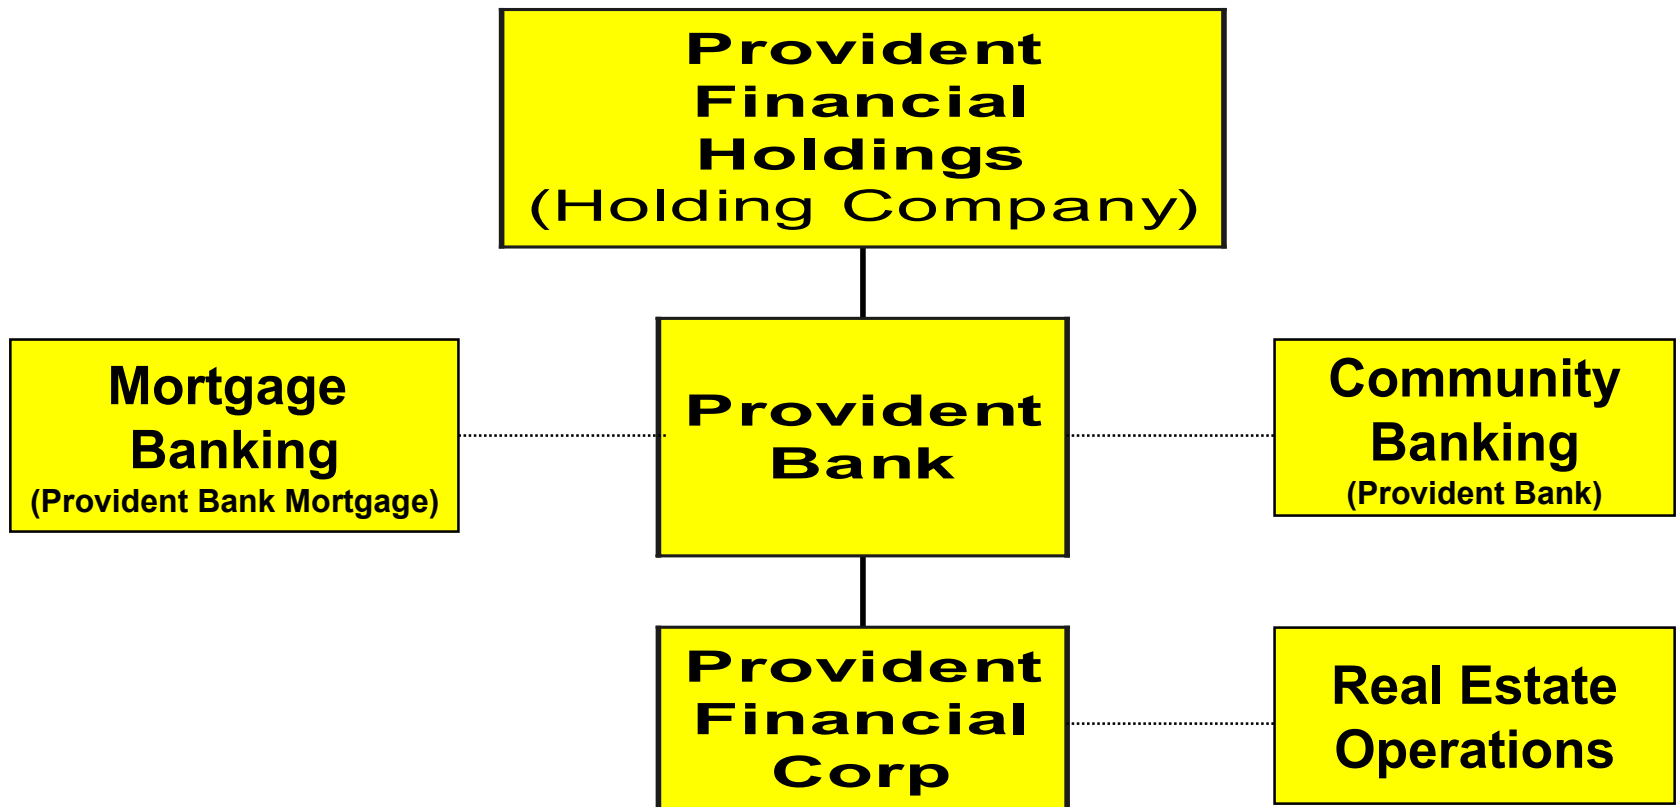 Provident
Financial
Holdings
(Holding Company)
Mortgage
Banking
(Provident Bank Mortgage)
Provident
Bank
Community
Banking
(Provident Bank)
Provident
Financial
Corp
Real Estate
Operations